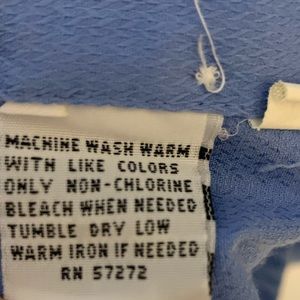 MACHINE WASH WARM
WITH LIKE COLORS
ONLY NON-CHLORINE
BLEACH WHEN NEEDED
TUMBLE DRY LOW
WARM IRON IF NEEDED
RN 57272